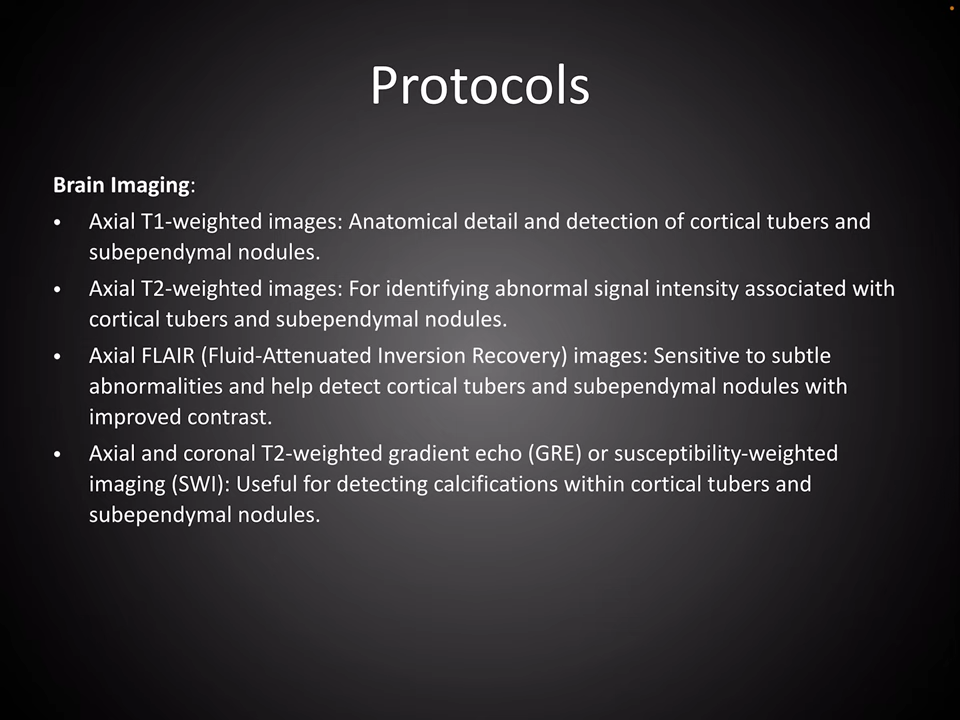 Protocols
Brain Imaging:
• Axial T1-weighted images: Anatomical detail and detection of cortical tubers and
subependymal nodules.
• Axial T2-weighted images: For identifying abnormal signal intensity associated with
cortical tubers and subependymal nodules.
• Axial FLAIR (Fluid-Attenuated Inversion Recovery) images: Sensitive to subtle
abnormalities and help detect cortical tubers and subependymal nodules with
improved contrast.
• Axial and coronal T2-weighted gradient echo (GRE) or susceptibility-weighted
imaging (SWI): Useful for detecting calcifications within cortical tubers and
subependymal nodules.